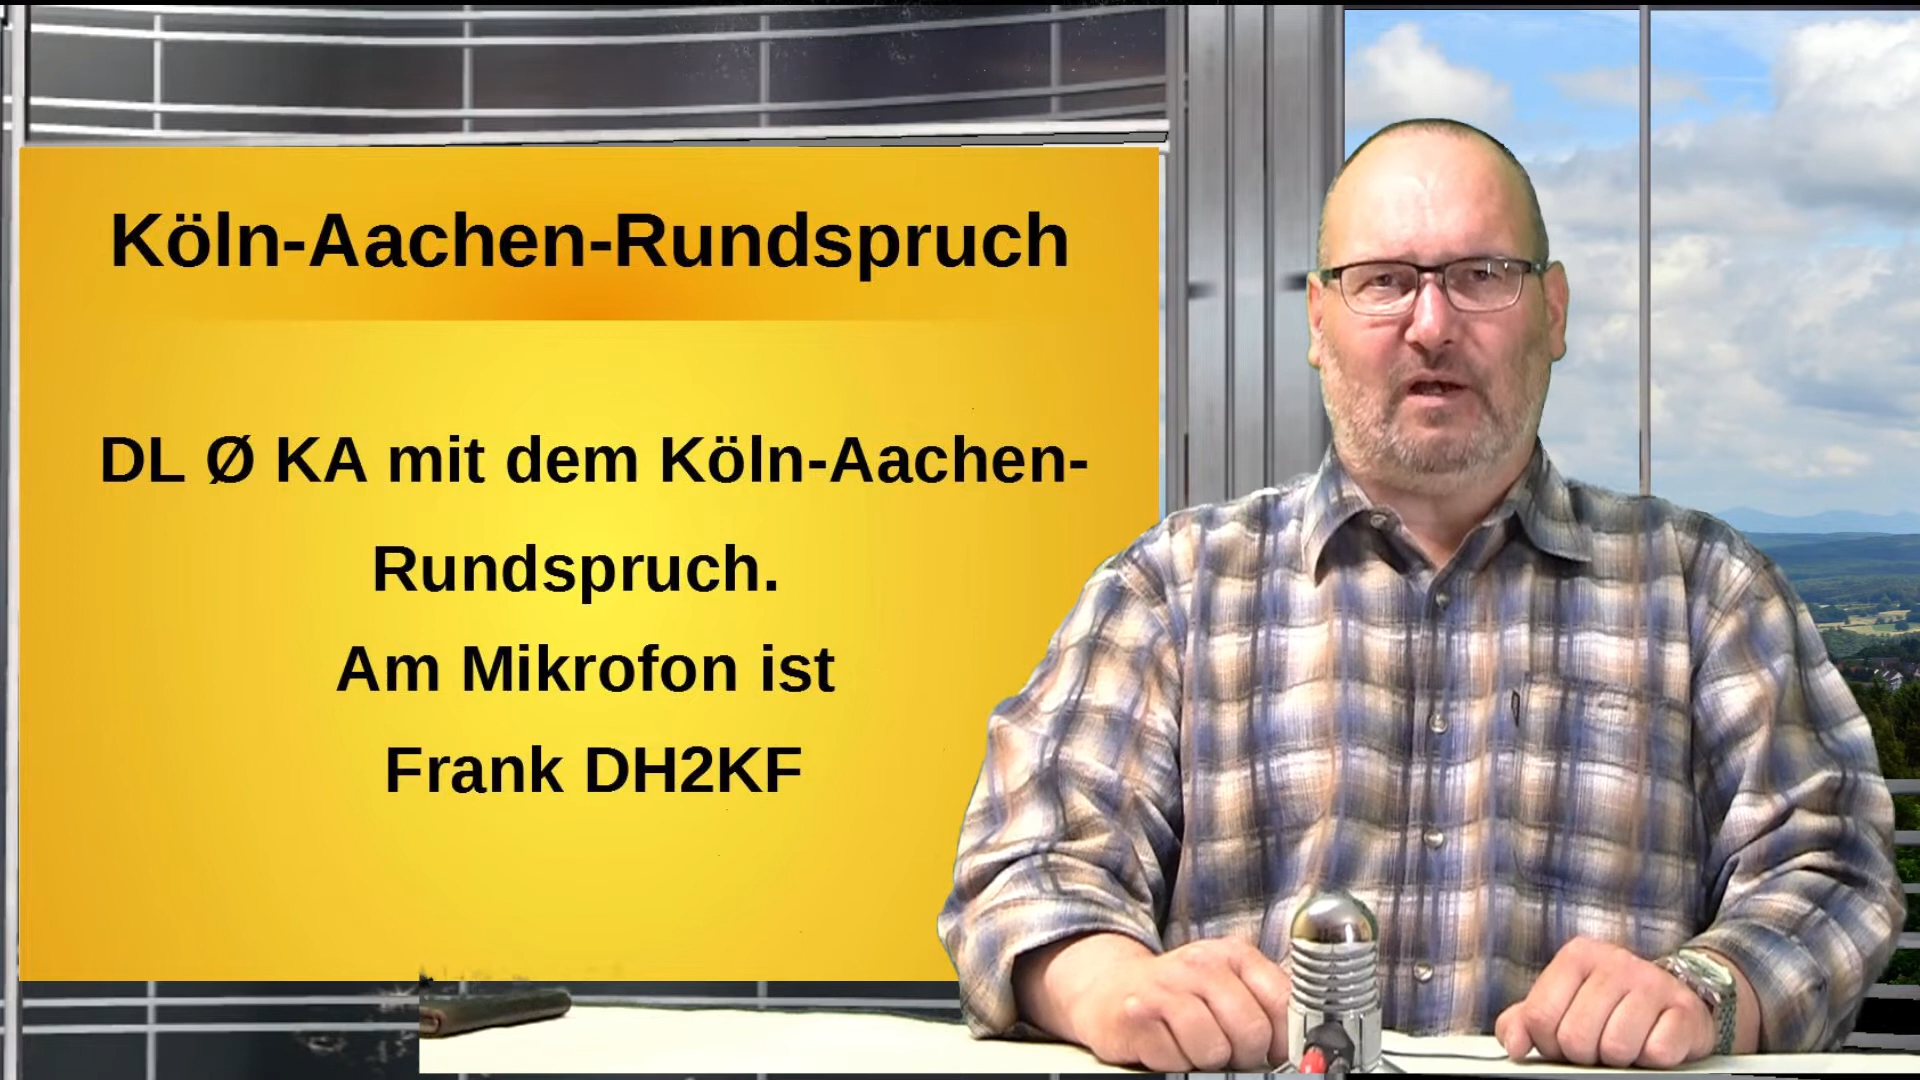 Köln-Aachen-Rundspruch
DL Ø KA mit dem Köln-Aachen-
Rundspruch.
Am Mikrofon ist
Frank DH2KF